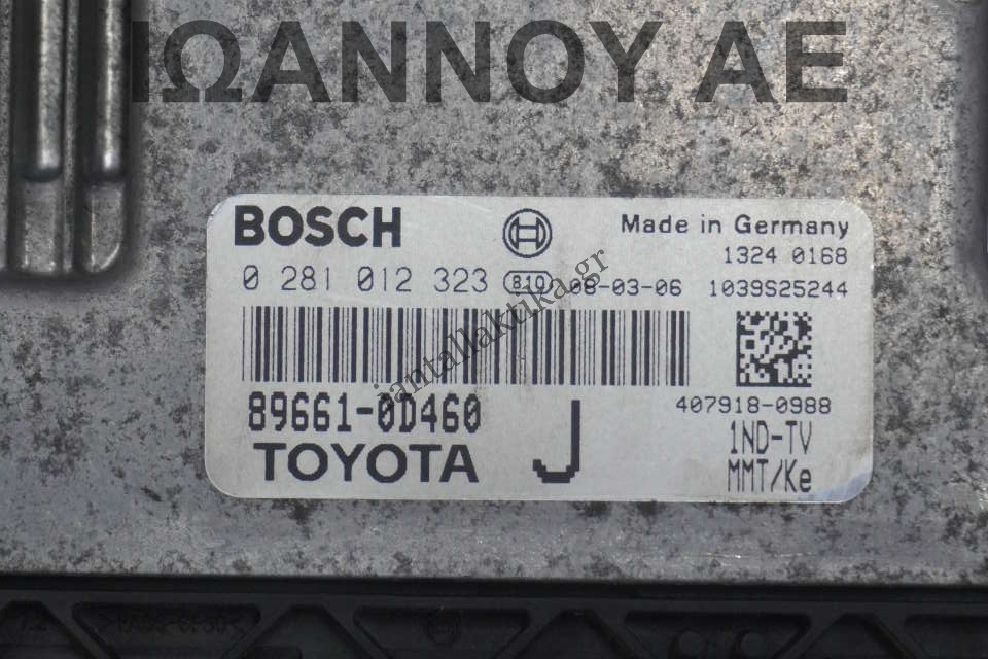 ΙΩΑΝΝΟΥ ΑΕ
BOSCH
Made in Germany
1324 0168
0 281 012 323 810 08-03-06 1039S25244
iantallaktika.gr
89661-0D460
407918-0988
TOYOTA J
1ND-TV
MMT/Ke